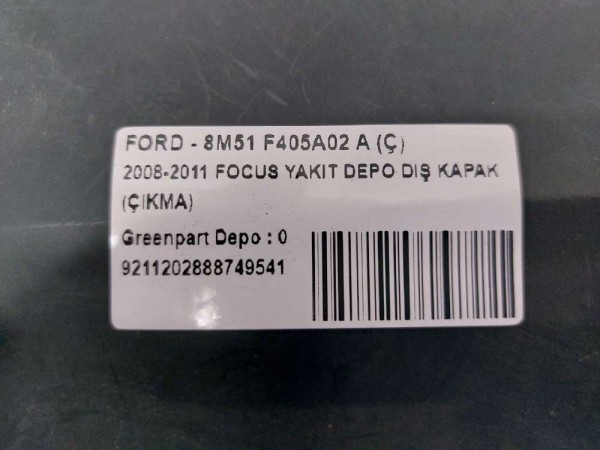 FORD - 8M51 F405A02 A (Ç)
2008-2011 FOCUS YAKIT DEPO DIŞ KAPAK
(ÇIKMA)
Greenpart Depo : 0
9211202888749541